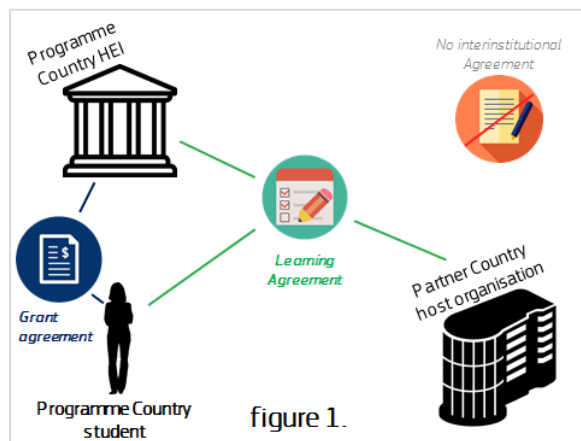 Programme
Country HEI
No interinstitutional
Agreement
$
Learning
Agreement
Partner Country
host organisation
Grant
agreement
Programme Country
student
figure 1.